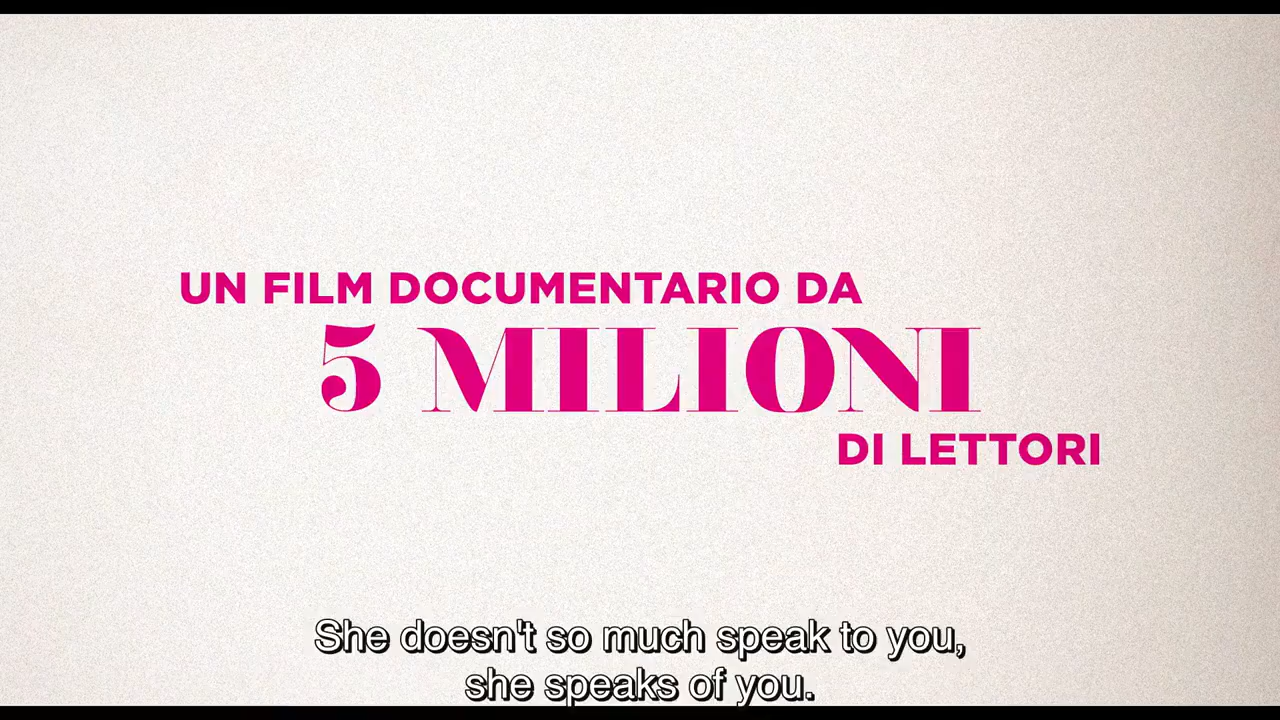 UN FILM DOCUMENTARIO DA
5 MILIONI
DI LETTORI
She doesn't so much speak to you,
she speaks of you.